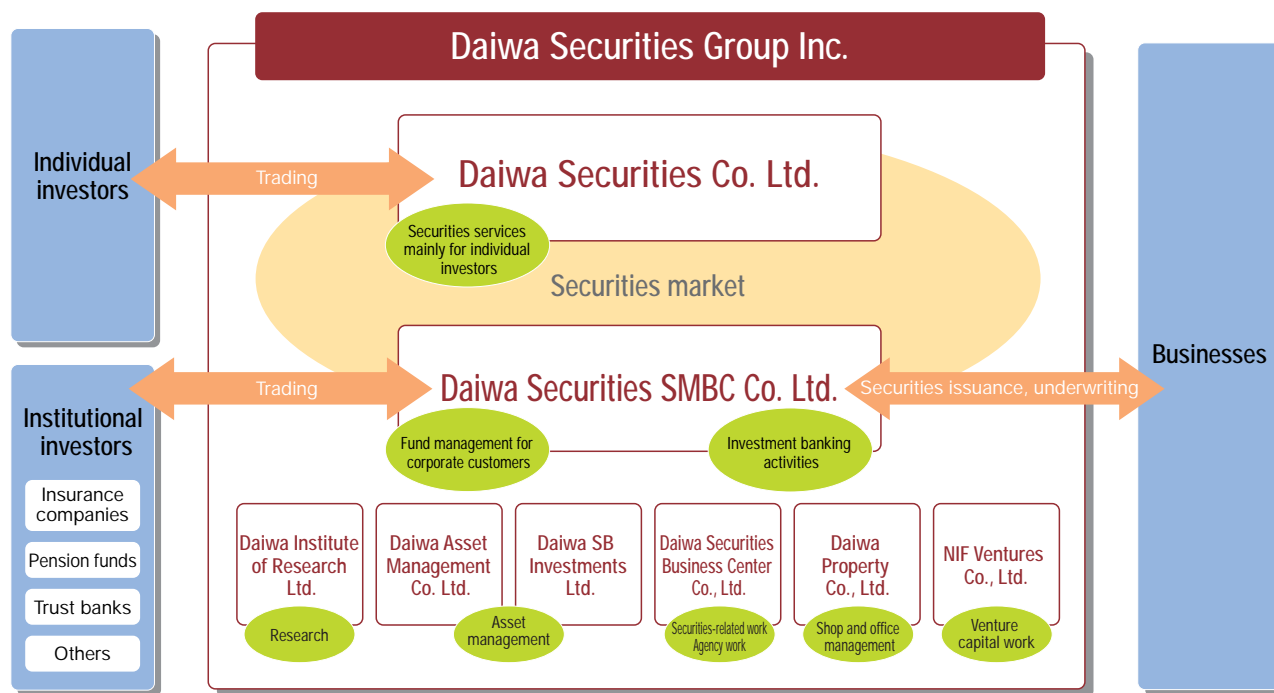 Daiwa Securities Group Inc.
Individual
investors
Trading
Daiwa Securities Co. Ltd.
Securities services
mainly for individual
investors
Securities market
Businesses
Institutional
investors
Insurance
companies
Pension funds
Trust banks
Others
Trading
Daiwa Securities SMBC Co. Ltd.
Securities issuance, underwriting
Fund management for
corporate customers
Investment banking
activities
Daiwa Institute
of Research
Ltd.
Research
Daiwa Asset
Management
Co. Ltd.
Daiwa SB
Investments
Ltd.
Asset
management
Daiwa Securities
Business Center
Co., Ltd.
Securities-related work
Agency work
Daiwa
Property
Co., Ltd.
Shop and office
management
NIF Ventures
Co., Ltd.
Venture
capital work